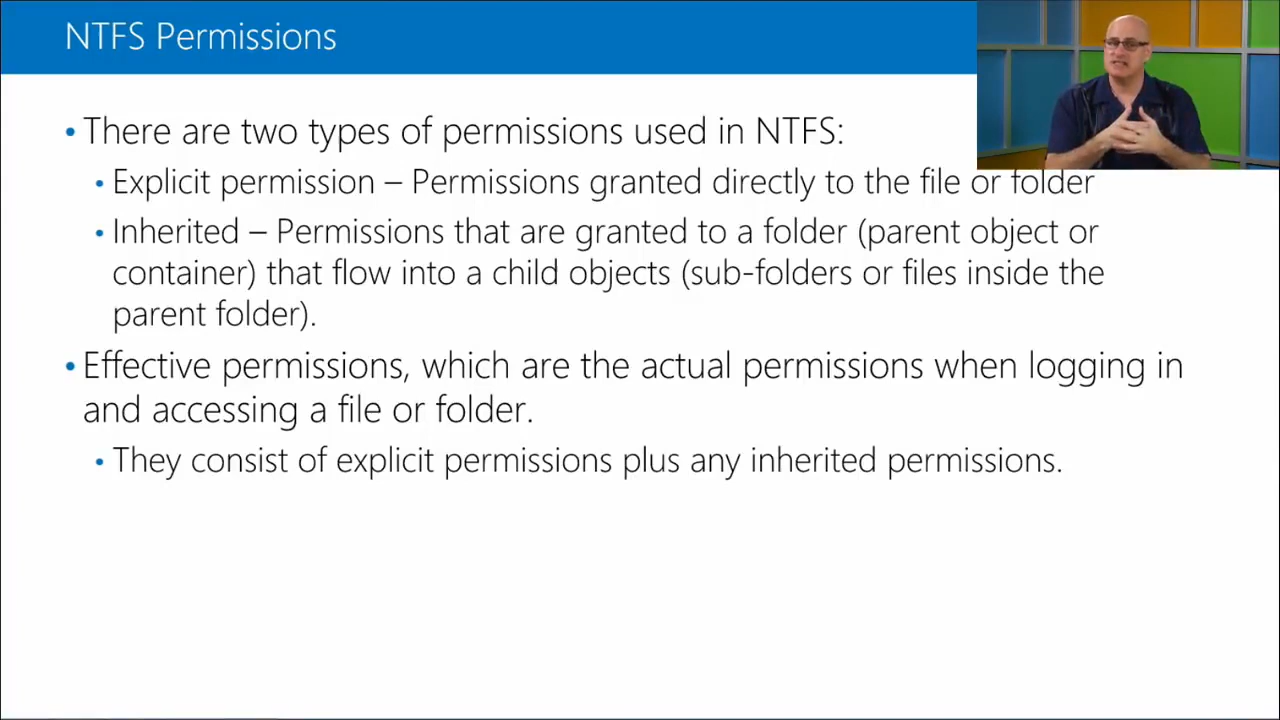 NTFS Permissions
• There are two types of permissions used in NTFS:
• Explicit permission – Permissions granted directly to the file or folder
• Inherited – Permissions that are granted to a folder (parent object or
container) that flow into a child objects (sub-folders or files inside the
parent folder).
• Effective permissions, which are the actual permissions when logging in
and accessing a file or folder.
• They consist of explicit permissions plus any inherited permissions.